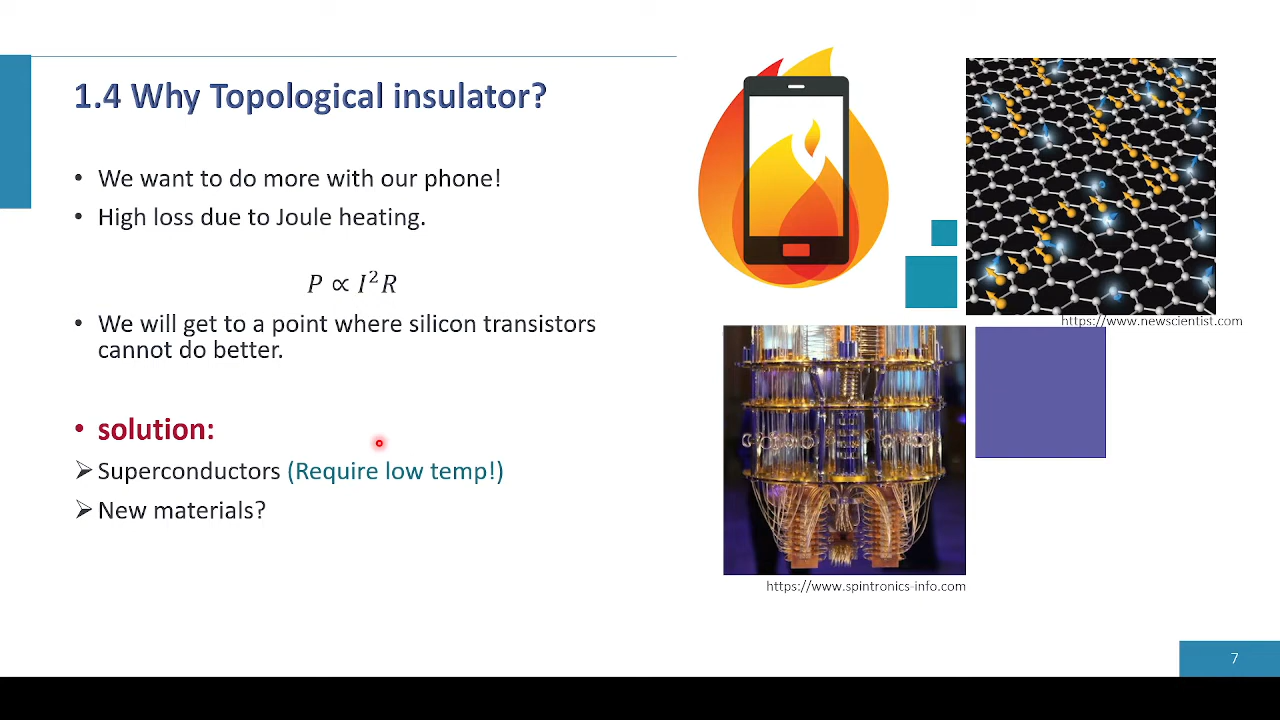 1.4 Why Topological insulator?
• We want to do more with our phone!
• High loss due to Joule heating.
P ∝ I²R
• We will get to a point where silicon transistors
cannot do better.
• solution:
➢ Superconductors (Require low temp!)
➢ New materials?
https://www.newscientist.com
https://www.spintronics-info.com
7